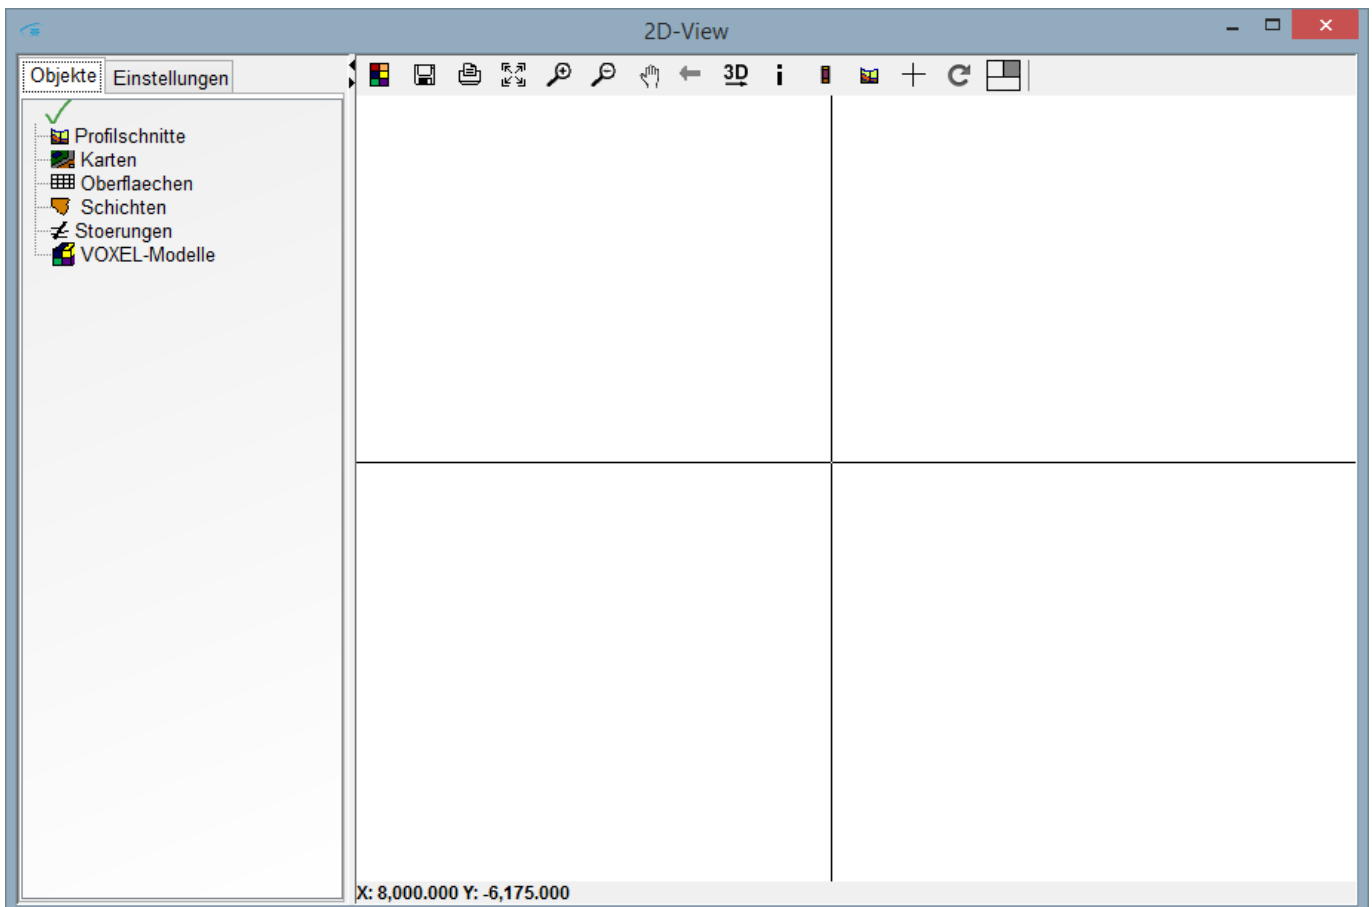 2D-View
Objekte Einstellungen
3D i
Profilschnitte
Karten
Oberflaechen
Schichten
Stoerungen
VOXEL-Modelle
X: 8,000.000 Y: -6,175.000